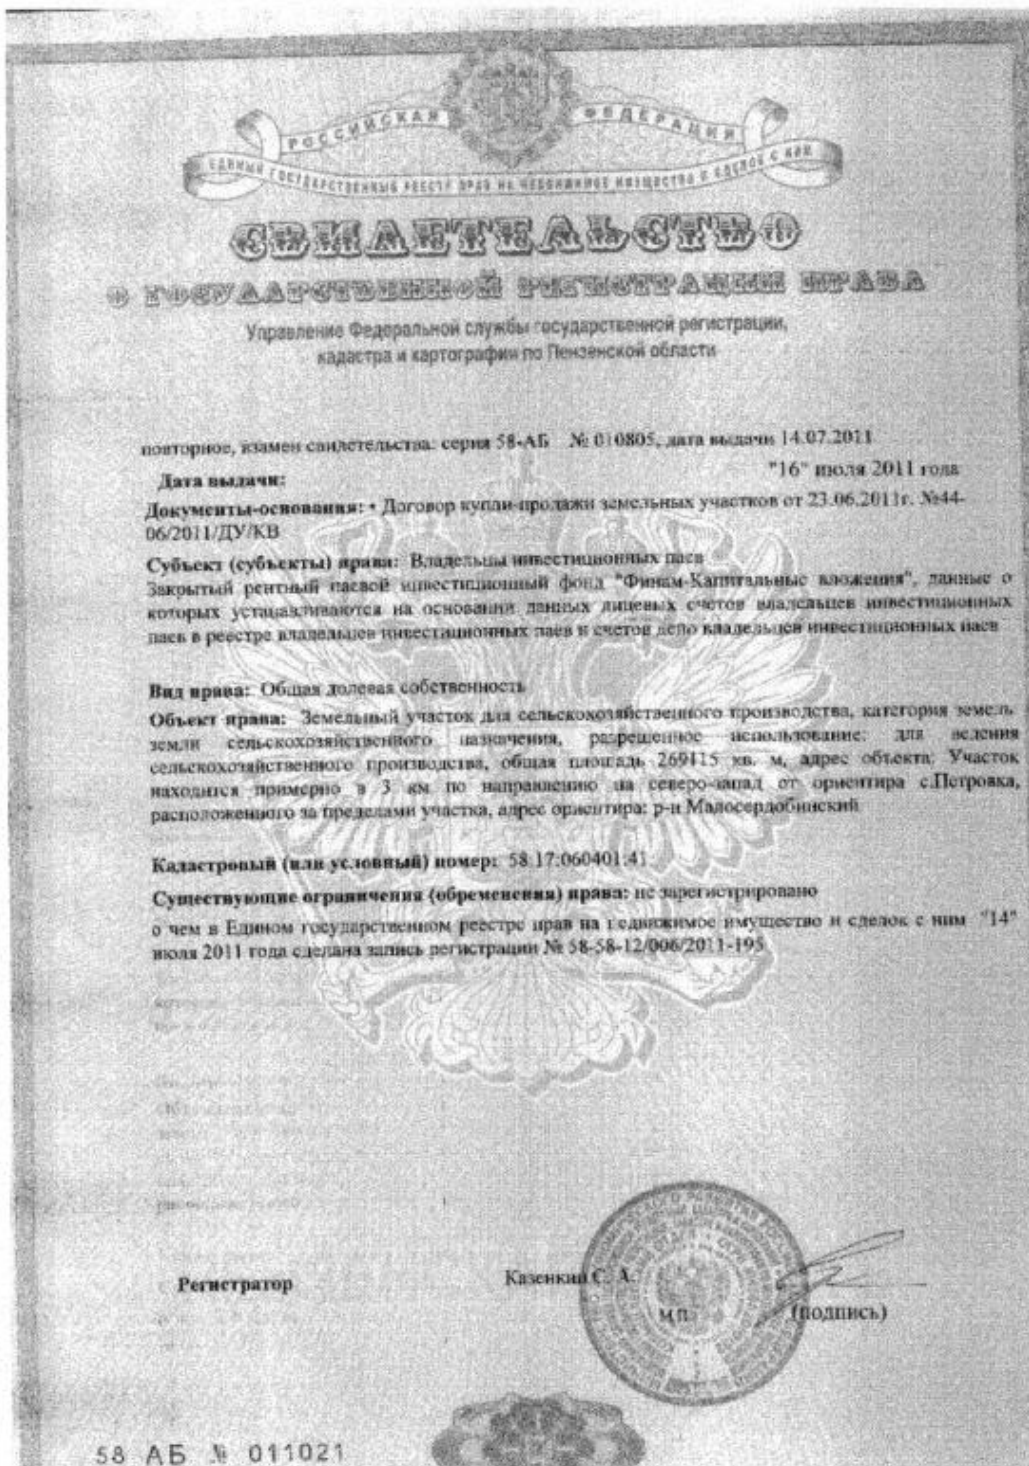 РОССИЙСКАЯ ФЕДЕРАЦИЯ
ЕДИНЫЙ ГОСУДАРСТВЕННЫЙ РЕЕСТР ПРАВ НА НЕДВИЖИМОЕ ИМУЩЕСТВО И СДЕЛОК С НИМ
СВИДЕТЕЛЬСТВО
О ГОСУДАРСТВЕННОЙ РЕГИСТРАЦИИ ПРАВА
Управление Федеральной службы государственной регистрации,
кадастра и картографии по Пензенской области
повторное, взамен свидетельства: серия 58-АБ № 010805, дата выдачи 14.07.2011
Дата выдачи: "16" июля 2011 года
Документы-основания: • Договор купли-продажи земельных участков от 23.06.2011г. №44-
06/2011/ДУ/КВ
Субъект (субъекты) права: Владельцы инвестиционных паев
Закрытый рентный паевой инвестиционный фонд "Финам-Капитальные вложения", данные о
которых устанавливаются на основании данных лицевых счетов владельцев инвестиционных
паев в реестре владельцев инвестиционных паев и счетов депо владельцев инвестиционных паев
Вид права: Общая долевая собственность
Объект права: Земельный участок для сельскохозяйственного производства, категория земель:
земли сельскохозяйственного назначения, разрешенное использование: для ведения
сельскохозяйственного производства, общая площадь 269115 кв. м, адрес объекта: Участок
находится примерно в 3 км по направлению на северо-запад от ориентира с.Петровка,
расположенного за пределами участка, адрес ориентира: р-н Малосердобинский
Кадастровый (или условный) номер: 58:17:060401:41
Существующие ограничения (обременения) права: не зарегистрировано
о чем в Едином государственном реестре прав на недвижимое имущество и сделок с ним "14"
июля 2011 года сделана запись регистрации № 58-58-12/006/2011-195
Регистратор Казенкин С. А.
М.П. (подпись)
58 АБ № 011021